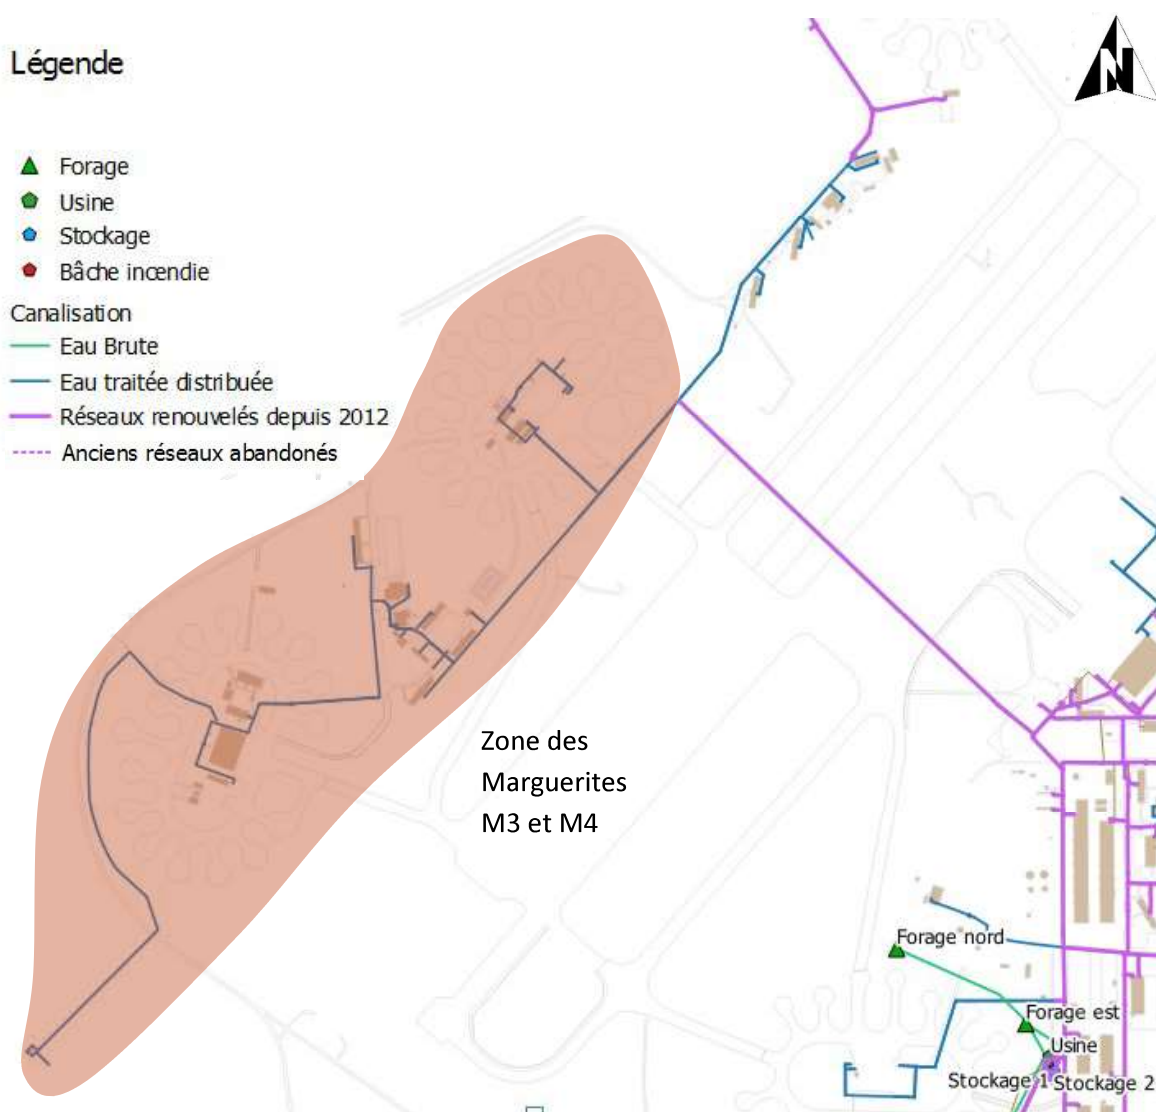 Légende
Forage
Usine
Stockage
Bâche incendie
Canalisation
Eau Brute
Eau traitée distribuée
Réseaux renouvelés depuis 2012
Anciens réseaux abandonés
N
Zone des
Marguerites
M3 et M4
Forage nord
Forage est
Usine
Stockage 1
Stockage 2